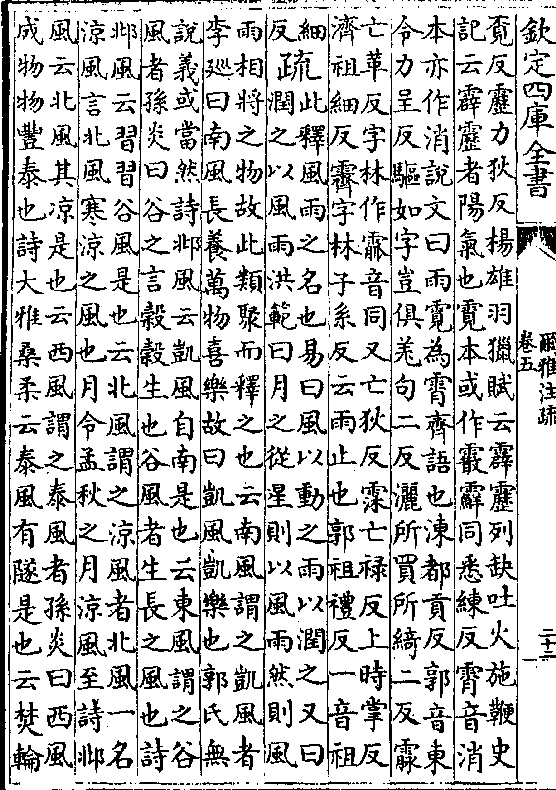 欽定四庫全書
爾雅注疏
卷五
二十二
覔反靂力狄反楊雄羽獵賦云霹靂列缺吐火施鞭史
記云霹靂者陽氣也䨘本或作霰䨷同悉練反霄音消
本亦作消說文曰雨䨘為霄齊語也涷都貢反郭音東
令力呈反驅如字豈俱羌句二反灑所買所綺二反霢
亡革反字林作霢音同又亡狄反霂亡禄反上時掌反
濟祖細反霽字林子系反云雨止也郭祖禮反一音祖
細
反
疏此釋風雨之名也易曰風以動之雨以潤之又曰
潤之以風雨洪範曰月之從星則以風雨然則風
雨相將之物故此類聚而釋之也云南風謂之凱風者
李廵曰南風長養萬物喜樂故曰凱風凱樂也郭氏無
說義或當然詩邶風云凱風自南是也云東風謂之谷
風者孫炎曰谷之言榖榖生也谷風者生長之風也詩
邶風云習習谷風是也云北風謂之涼風者北風一名
涼風言北風寒涼之風也月令孟秋之月涼風至詩邶
風云北風其涼是也云西風謂之泰風者孫炎曰西風
成物物豐泰也詩大雅桑柔云泰風有隧是也云焚輪